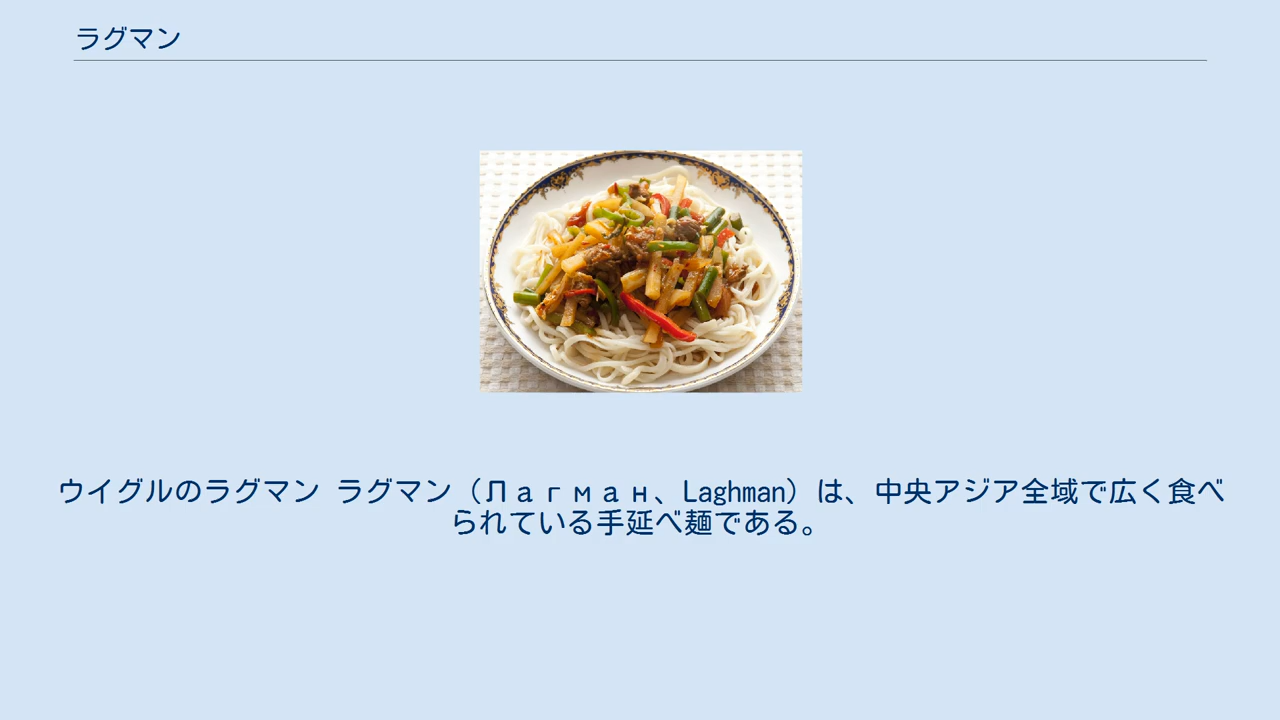 ラグマン
ウイグルのラグマン ラグマン（Лагман、Laghman）は、中央アジア全域で広く食べ
られている手延べ麺である。